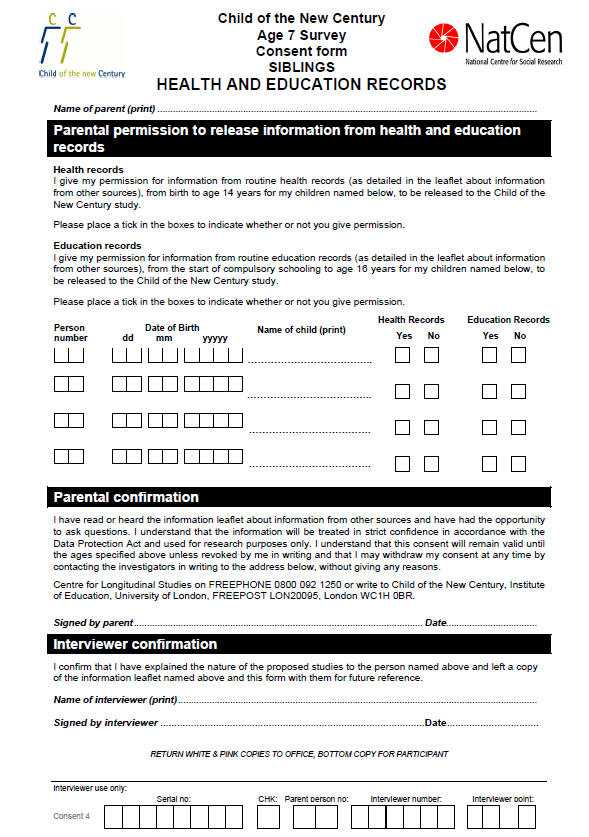 C C
Child of the new Century
Child of the New Century
Age 7 Survey
Consent form
SIBLINGS
HEALTH AND EDUCATION RECORDS
NatCen
National Centre for Social Research
Name of parent (print) ....................................................................................................
Parental permission to release information from health and education
records
Health records
I give my permission for information from routine health records (as detailed in the leaflet about information
from other sources), from birth to age 14 years for my children named below, to be released to the Child of the
New Century study.
Please place a tick in the boxes to indicate whether or not you give permission.
Education records
I give my permission for information from routine education records (as detailed in the leaflet about information
from other sources), from the start of compulsory schooling to age 16 years for my children named below, to
be released to the Child of the New Century study.
Please place a tick in the boxes to indicate whether or not you give permission.
Person number
Date of Birth
dd mm yyyyy
Name of child (print)
Health Records
Yes No
Education Records
Yes No
........................................
........................................
........................................
........................................
Parental confirmation
I have read or heard the information leaflet about information from other sources and have had the opportunity
to ask questions. I understand that the information will be treated in strict confidence in accordance with the
Data Protection Act and used for research purposes only. I understand that this consent will remain valid until
the ages specified above unless revoked by me in writing and that I may withdraw my consent at any time by
contacting the investigators in writing to the address below, without giving any reasons.
Centre for Longitudinal Studies on FREEPHONE 0800 092 1250 or write to Child of the New Century, Institute
of Education, University of London, FREEPOST LON20095, London WC1H 0BR.
Signed by parent........................................................................ Date..............................
Interviewer confirmation
I confirm that I have explained the nature of the proposed studies to the person named above and left a copy
of the information leaflet named above and this form with them for future reference.
Name of interviewer (print)..............................................................................................
Signed by interviewer ..................................................................Date..............................
RETURN WHITE & PINK COPIES TO OFFICE, BOTTOM COPY FOR PARTICIPANT
Interviewer use only:
Serial no: CHK: Parent person no: Interviewer number: Interviewer point:
Consent 4